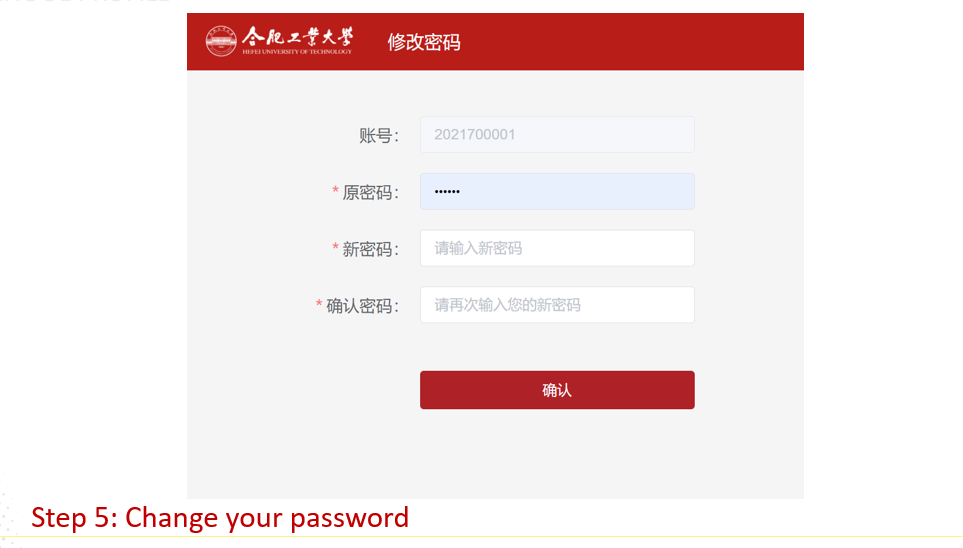 合肥工业大学
HEFEI UNIVERSITY OF TECHNOLOGY
修改密码
账号：
2021700001
* 原密码：
••••••
* 新密码：
请输入新密码
* 确认密码：
请再次输入您的新密码
确认
Step 5: Change your password